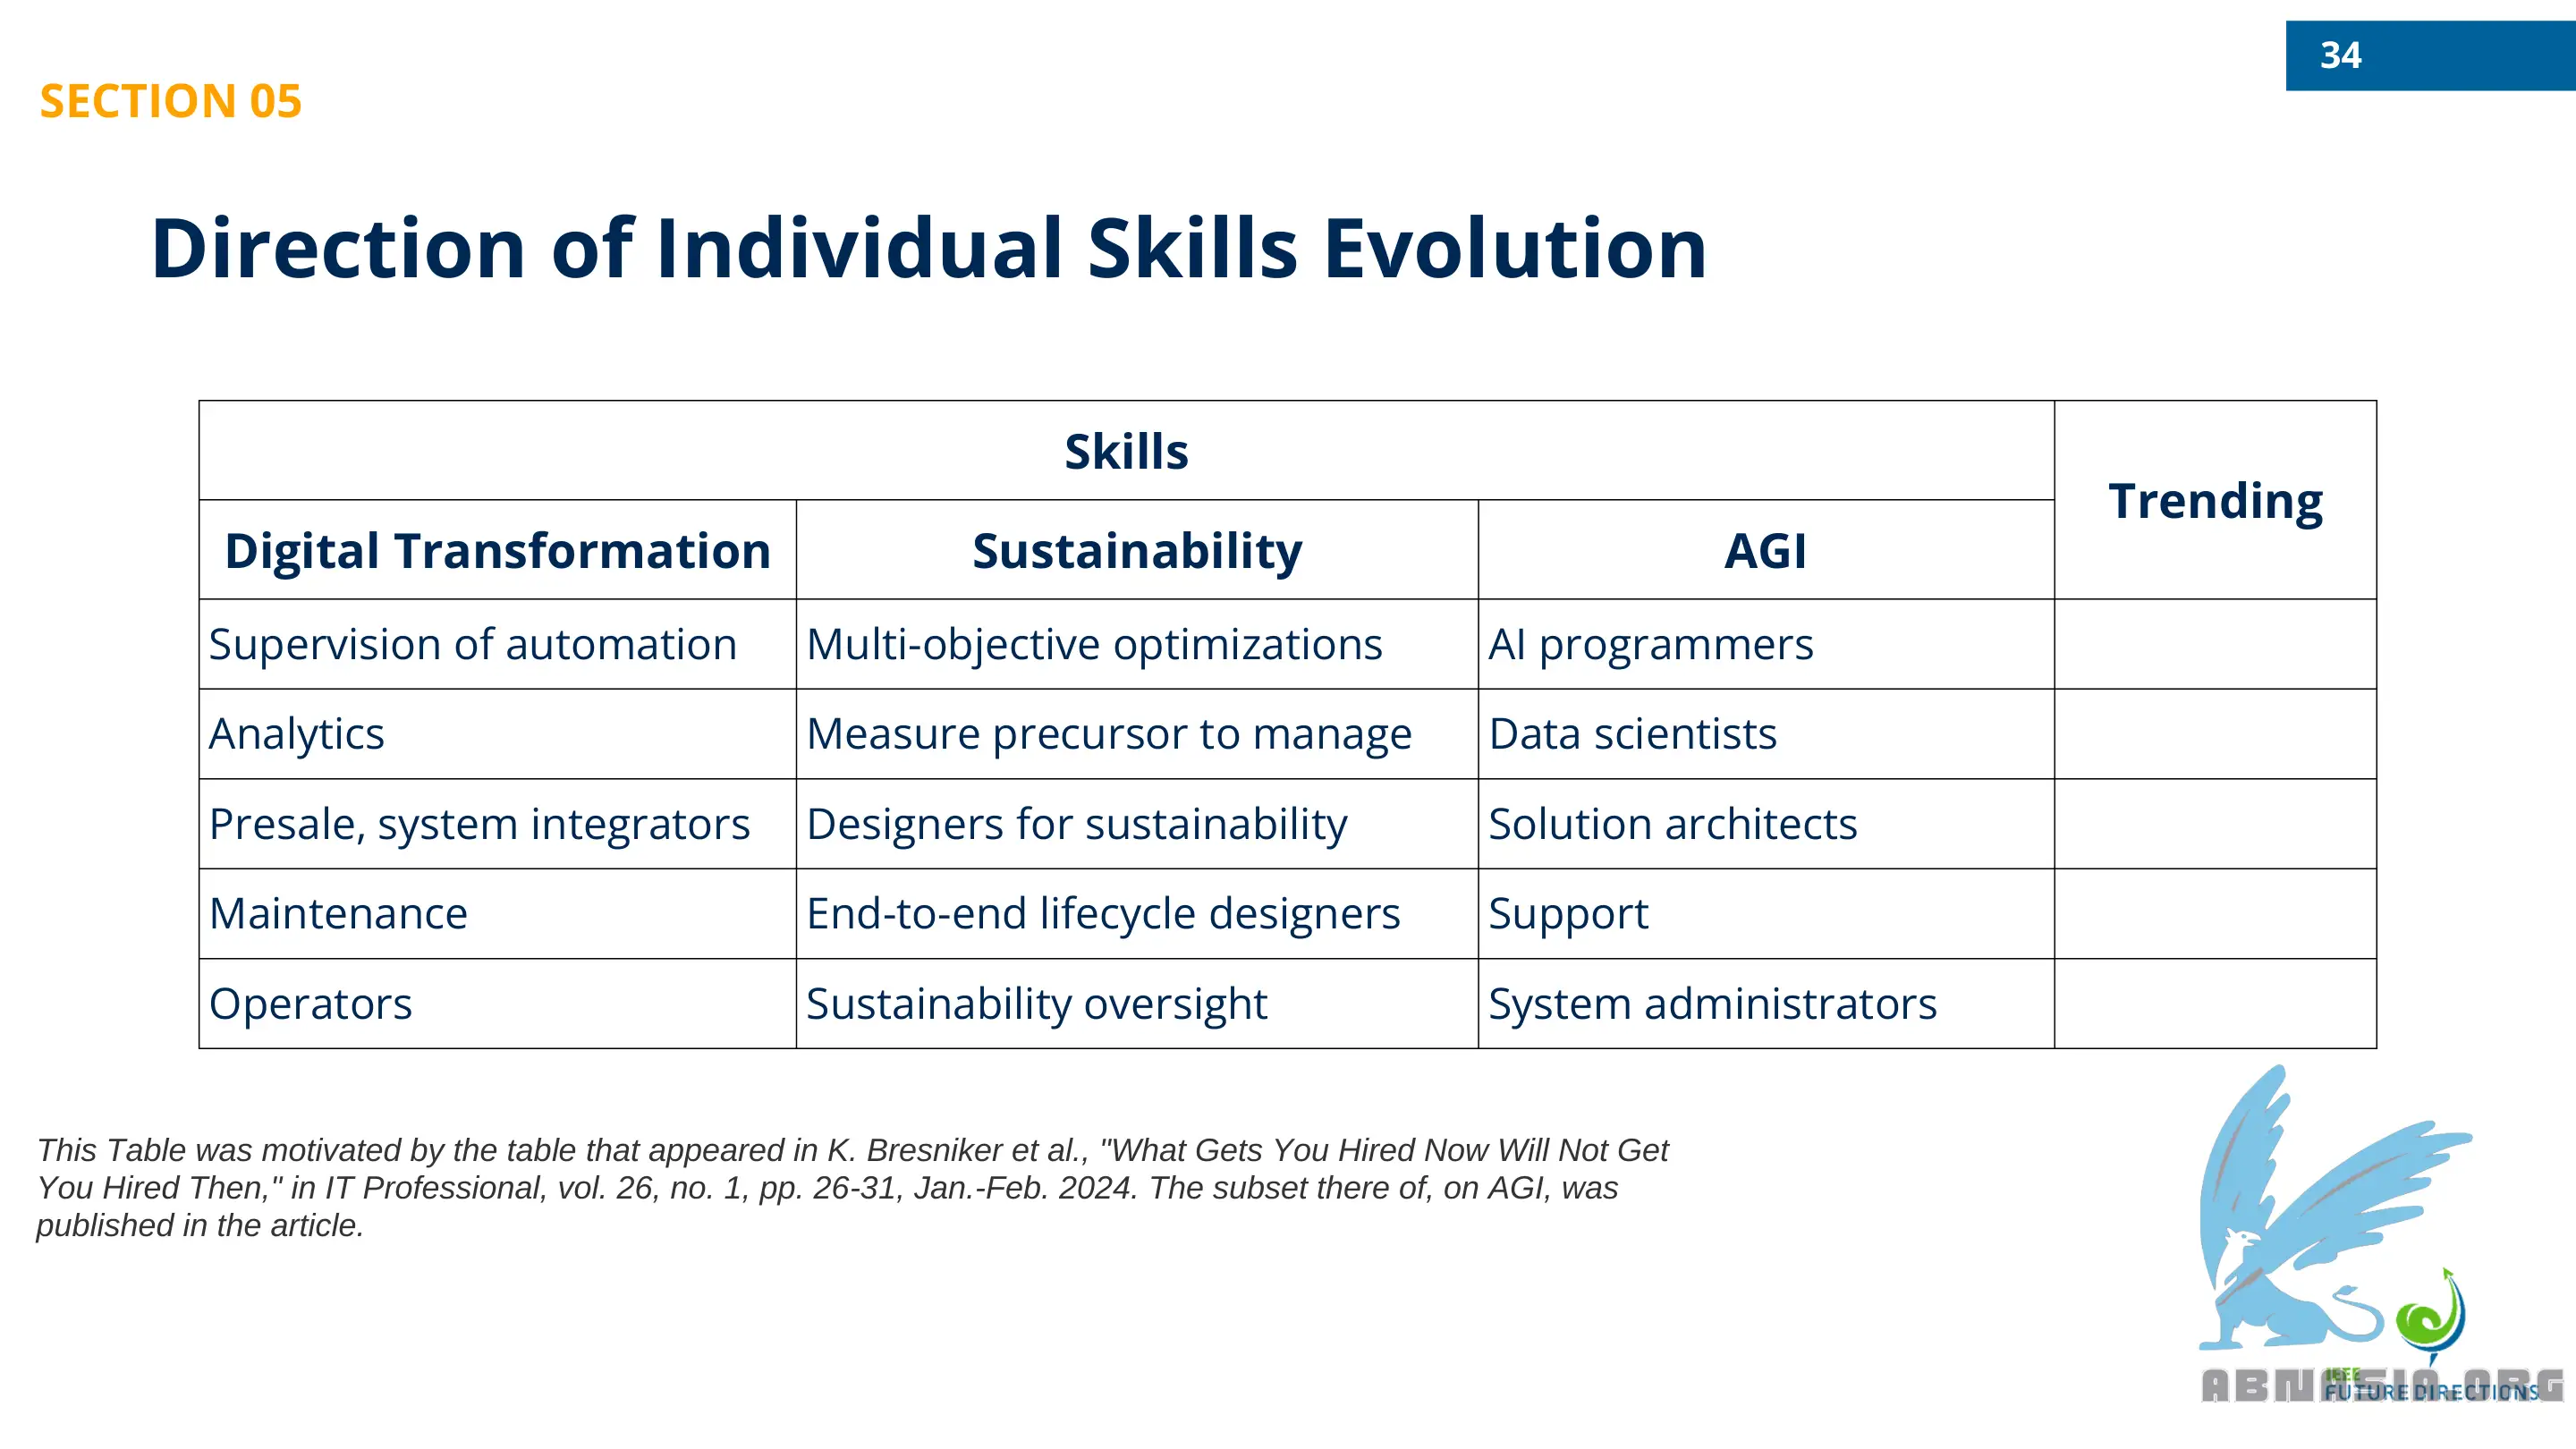 34
SECTION 05
Direction of Individual Skills Evolution
Skills
Trending
Digital Transformation
Sustainability
AGI
Supervision of automation
Multi-objective optimizations
AI programmers
Analytics
Measure precursor to manage
Data scientists
Presale, system integrators
Designers for sustainability
Solution architects
Maintenance
End-to-end lifecycle designers
Support
Operators
Sustainability oversight
System administrators
This Table was motivated by the table that appeared in K. Bresniker et al., "What Gets You Hired Now Will Not Get
You Hired Then," in IT Professional, vol. 26, no. 1, pp. 26-31, Jan.-Feb. 2024. The subset there of, on AGI, was
published in the article.
IEEE
FUTURE DIRECTIONS
ABNASIA.ORG